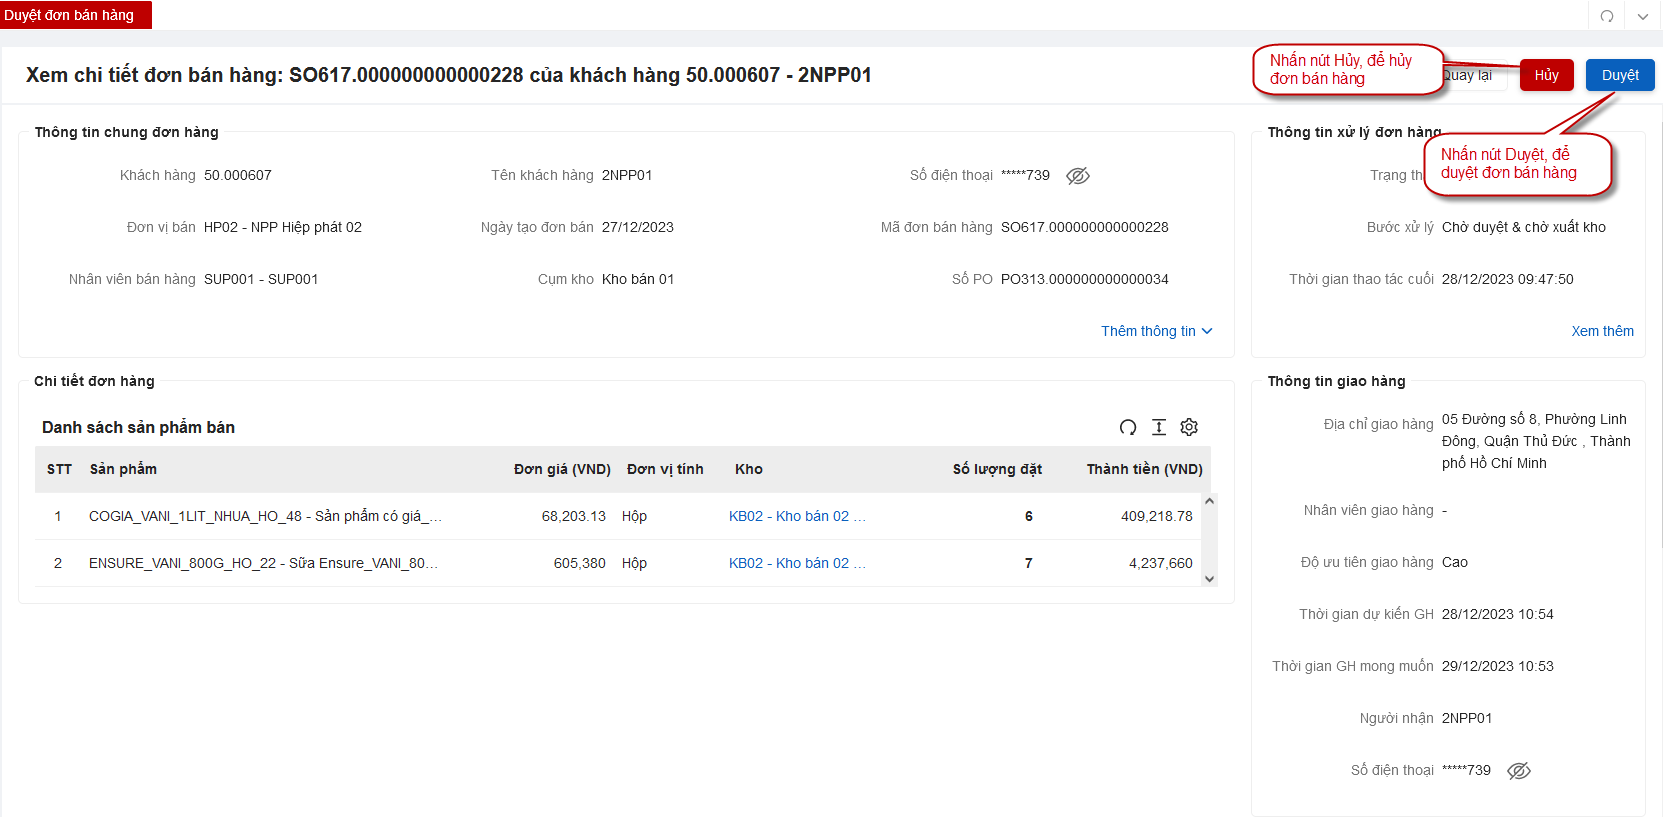 Duyệt đơn bán hàng
Xem chi tiết đơn bán hàng: SO617.000000000000228 của khách hàng 50.000607 - 2NPP01
Nhấn nút Hủy, để hủy
đơn bán hàng
Quay lại
Hủy
Duyệt
Nhấn nút Duyệt, để
duyệt đơn bán hàng
Thông tin chung đơn hàng
Khách hàng 50.000607
Tên khách hàng 2NPP01
Số điện thoại *****739
Đơn vị bán HP02 - NPP Hiệp phát 02
Ngày tạo đơn bán 27/12/2023
Mã đơn bán hàng SO617.000000000000228
Nhân viên bán hàng SUP001 - SUP001
Cụm kho Kho bán 01
Số PO PO313.000000000000034
Thêm thông tin
Thông tin xử lý đơn hàng
Trạng th
Bước xử lý Chờ duyệt & chờ xuất kho
Thời gian thao tác cuối 28/12/2023 09:47:50
Xem thêm
Chi tiết đơn hàng
Danh sách sản phẩm bán
STT Sản phẩm Đơn giá (VND) Đơn vị tính Kho Số lượng đặt Thành tiền (VND)
1 COGIA_VANI_1LIT_NHUA_HO_48 - Sản phẩm có giá_... 68,203.13 Hộp KB02 - Kho bán 02 ... 6 409,218.78
2 ENSURE_VANI_800G_HO_22 - Sữa Ensure_VANI_80... 605,380 Hộp KB02 - Kho bán 02 ... 7 4,237,660
Thông tin giao hàng
Địa chỉ giao hàng 05 Đường số 8, Phường Linh
Đông, Quận Thủ Đức , Thành
phố Hồ Chí Minh
Nhân viên giao hàng -
Độ ưu tiên giao hàng Cao
Thời gian dự kiến GH 28/12/2023 10:54
Thời gian GH mong muốn 29/12/2023 10:53
Người nhận 2NPP01
Số điện thoại *****739